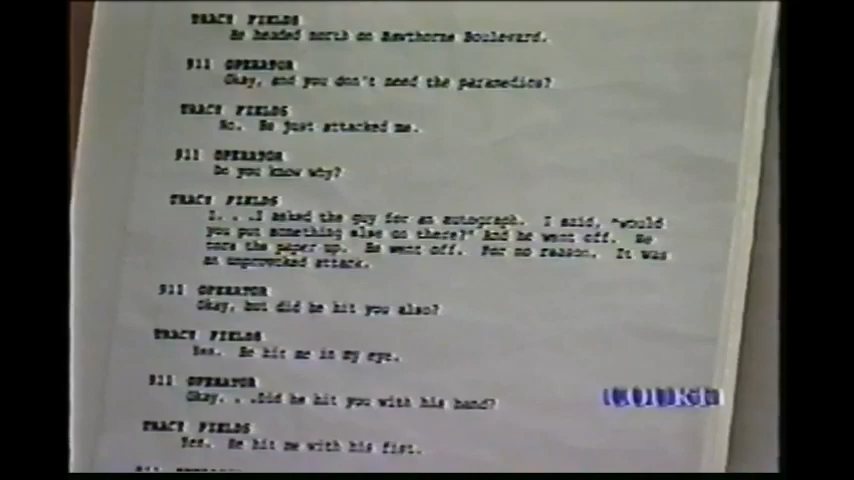 TRACY FIELDS
He headed north on Hawthorne Boulevard.
911 OPERATOR
Okay, and you don't need the paramedics?
TRACY FIELDS
No. He just attacked me.
911 OPERATOR
Do you know why?
TRACY FIELDS
I. . .I asked the guy for an autograph. I said, "would
you put something else on there?" And he went off. He
tore the paper up. He went off. For no reason. It was
an unprovoked attack.
911 OPERATOR
Okay, but did he hit you also?
TRACY FIELDS
Yes. He hit me in my eye.
911 OPERATOR
Okay. . .Did he hit you with his hand?
TRACY FIELDS
Yes. He hit me with his fist.
911 OPERATOR